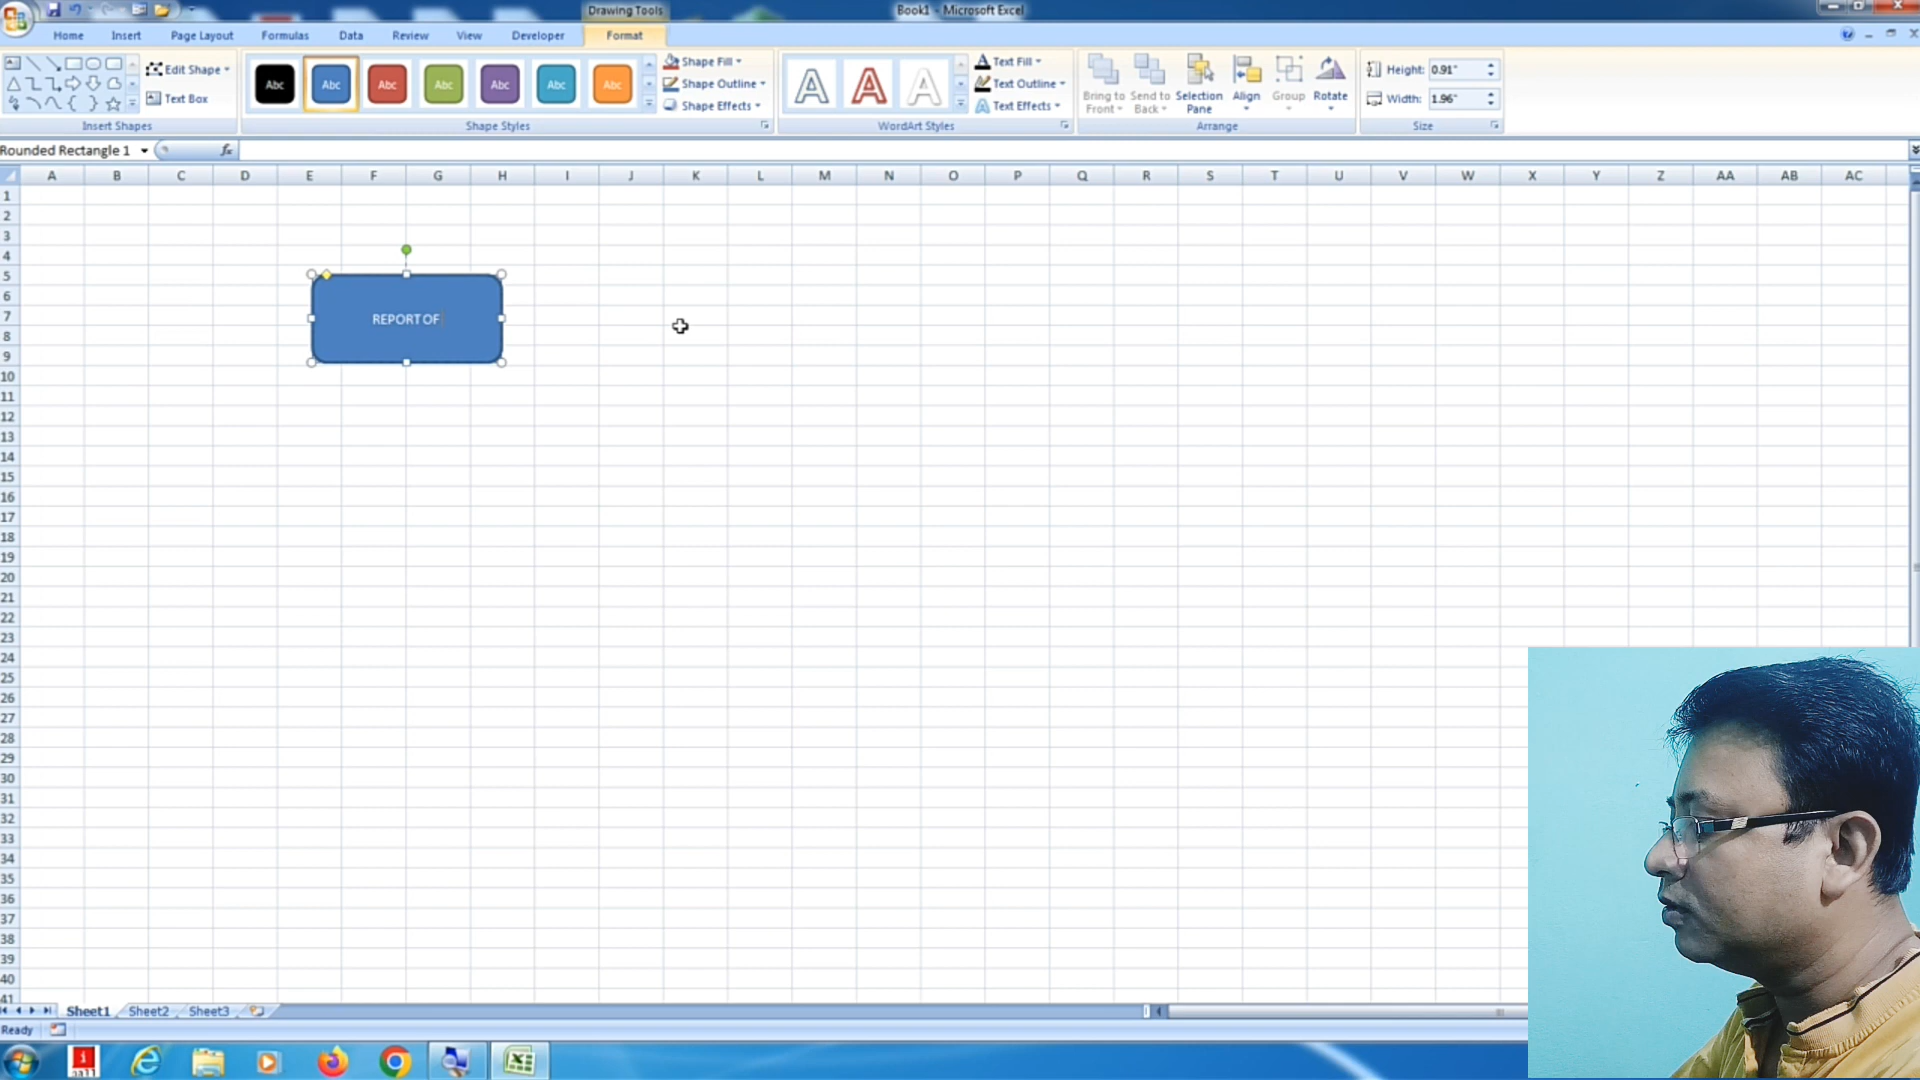 Drawing Tools
Book1 - Microsoft Excel
Home Insert Page Layout Formulas Data Review View Developer Format
Edit Shape
Text Box
Insert Shapes
Abc Abc Abc Abc Abc Abc Abc
Shape Fill
Shape Outline
Shape Effects
Shape Styles
A A A
Text Fill
Text Outline
Text Effects
WordArt Styles
Bring to Front
Send to Back
Selection Pane
Align
Group
Rotate
Arrange
Height: 0.91"
Width: 1.96"
Size
Rounded Rectangle 1
fx
A B C D E F G H I J K L M N O P Q R S T U V W X Y Z AA AB AC
1
2
3
4
5
6
7
8
9
10
11
12
13
14
15
16
17
18
19
20
21
22
23
24
25
26
27
28
29
30
31
32
33
34
35
36
37
38
39
40
41
REPORT OF
Sheet1 Sheet2 Sheet3
Ready